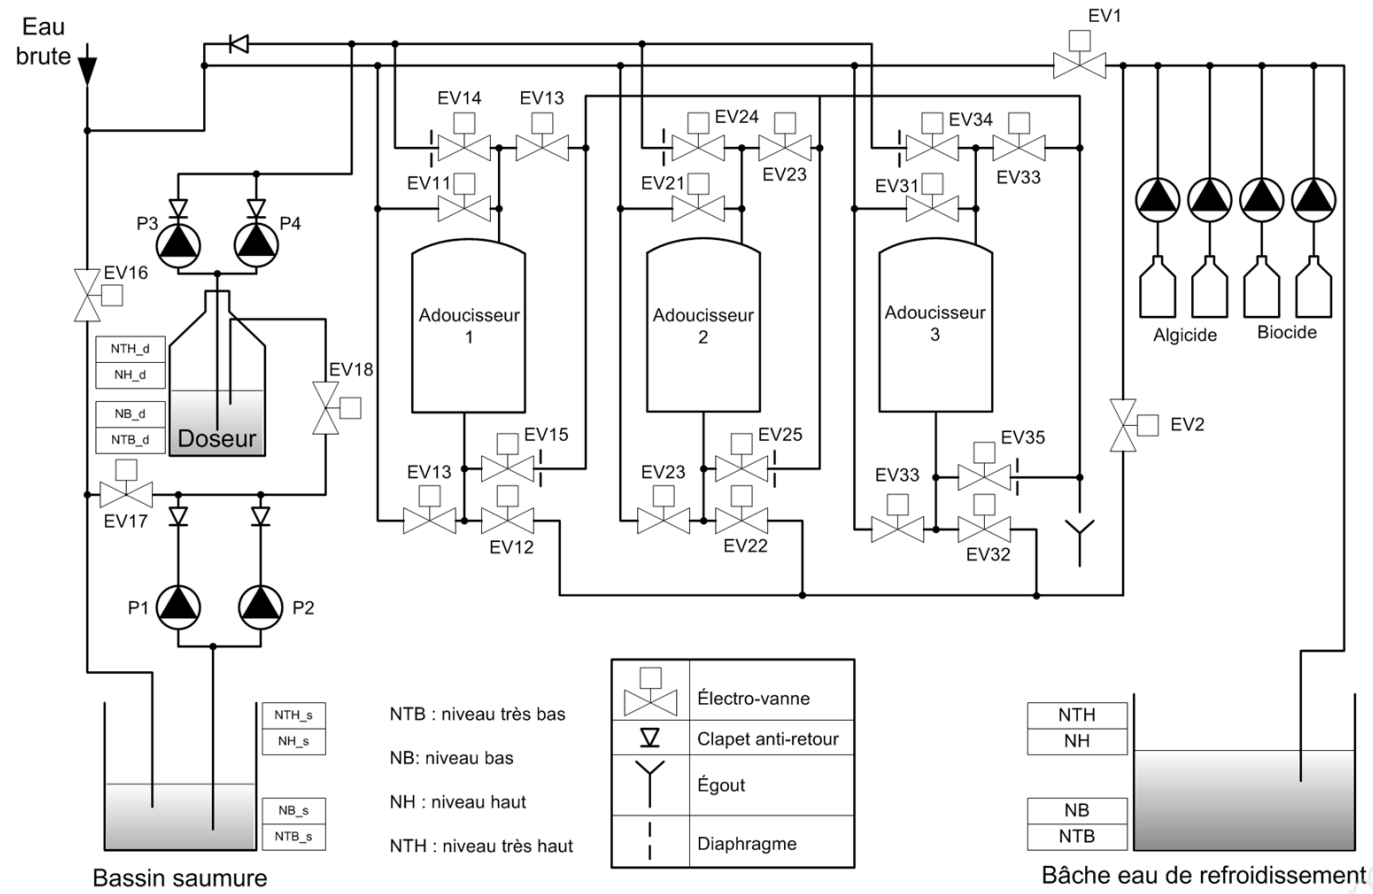 Eau
brute
EV1
EV14
EV13
EV24
EV23
EV34
EV33
EV11
EV21
EV31
P3
P4
EV16
Adoucisseur
1
Adoucisseur
2
Adoucisseur
3
Algicide
Biocide
NTH_d
NH_d
NB_d
NTB_d
Doseur
EV18
EV17
EV13
EV15
EV12
EV23
EV25
EV22
EV33
EV35
EV32
EV2
P1
P2
NTH_s
NH_s
NB_s
NTB_s
Bassin saumure
NTB : niveau très bas
NB: niveau bas
NH : niveau haut
NTH : niveau très haut
Électro-vanne
Clapet anti-retour
Égout
Diaphragme
NTH
NH
NB
NTB
Bâche eau de refroidissement